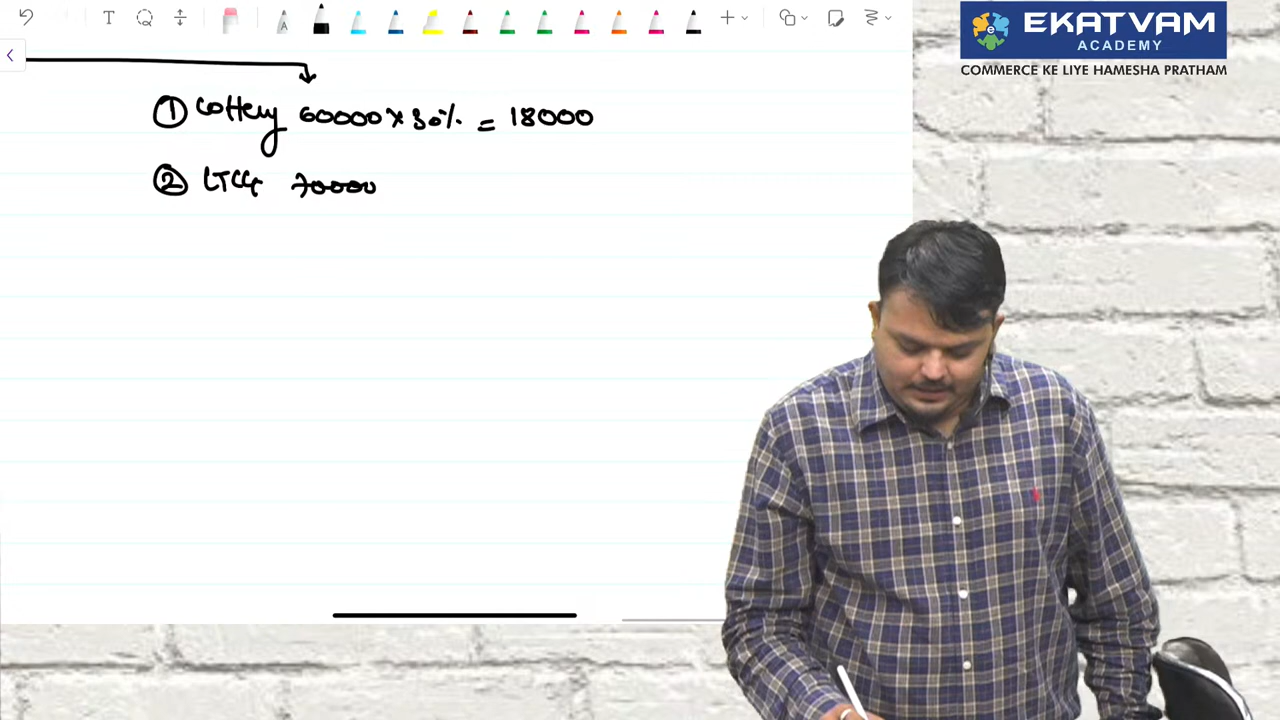 EKATVAM
ACADEMY
COMMERCE KE LIYE HAMESHA PRATHAM
① Lottery 60000 × 30% = 18000
② LTCG 70000